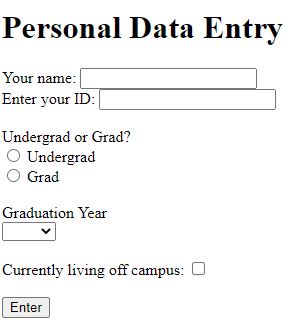 Personal Data Entry
Your name:
Enter your ID:
Undergrad or Grad?
Undergrad
Grad
Graduation Year
Currently living off campus:
Enter